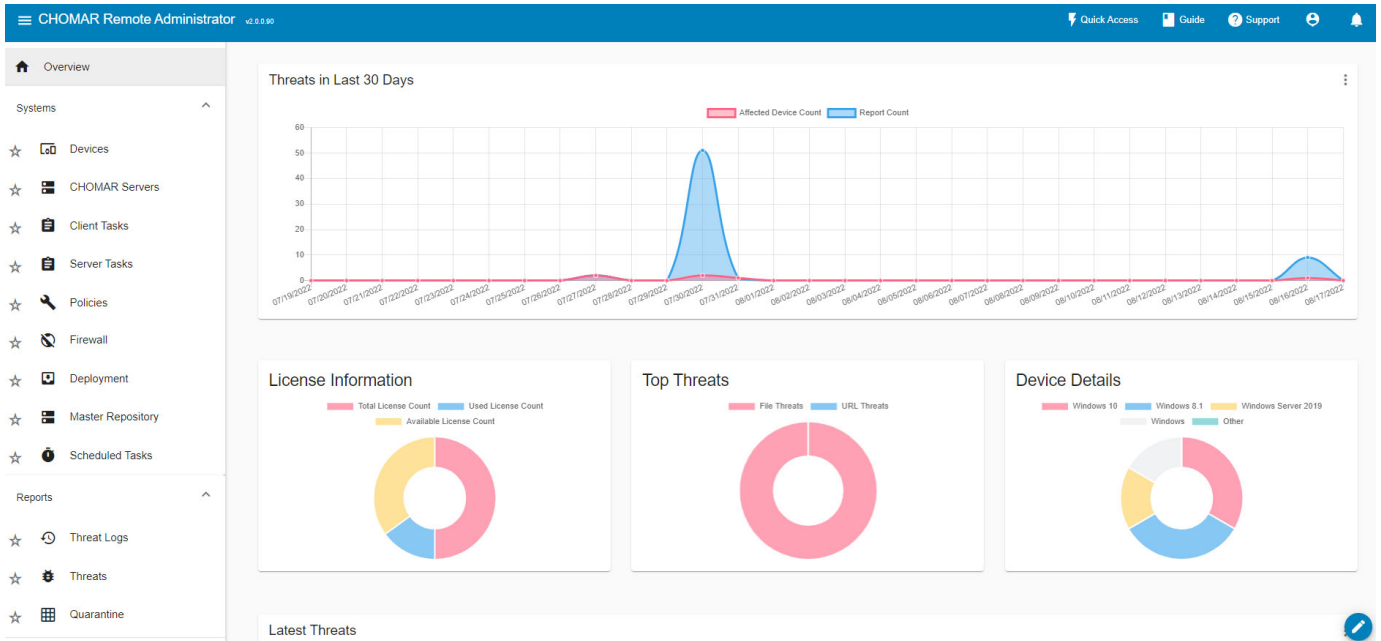 CHOMAR Remote Administrator v2.0.0.90
Quick Access Guide Support
Overview
Systems
Devices
CHOMAR Servers
Client Tasks
Server Tasks
Policies
Firewall
Deployment
Master Repository
Scheduled Tasks
Reports
Threat Logs
Threats
Quarantine
Threats in Last 30 Days
Affected Device Count Report Count
60
50
40
30
20
10
0
07/19/2022 07/20/2022 07/21/2022 07/22/2022 07/23/2022 07/24/2022 07/25/2022 07/26/2022 07/27/2022 07/28/2022 07/29/2022 07/30/2022 07/31/2022 08/01/2022 08/02/2022 08/03/2022 08/04/2022 08/05/2022 08/06/2022 08/07/2022 08/08/2022 08/09/2022 08/10/2022 08/11/2022 08/12/2022 08/13/2022 08/14/2022 08/15/2022 08/16/2022 08/17/2022
License Information
Total License Count Used License Count
Available License Count
Top Threats
File Threats URL Threats
Device Details
Windows 10 Windows 8.1 Windows Server 2019
Windows Other
Latest Threats